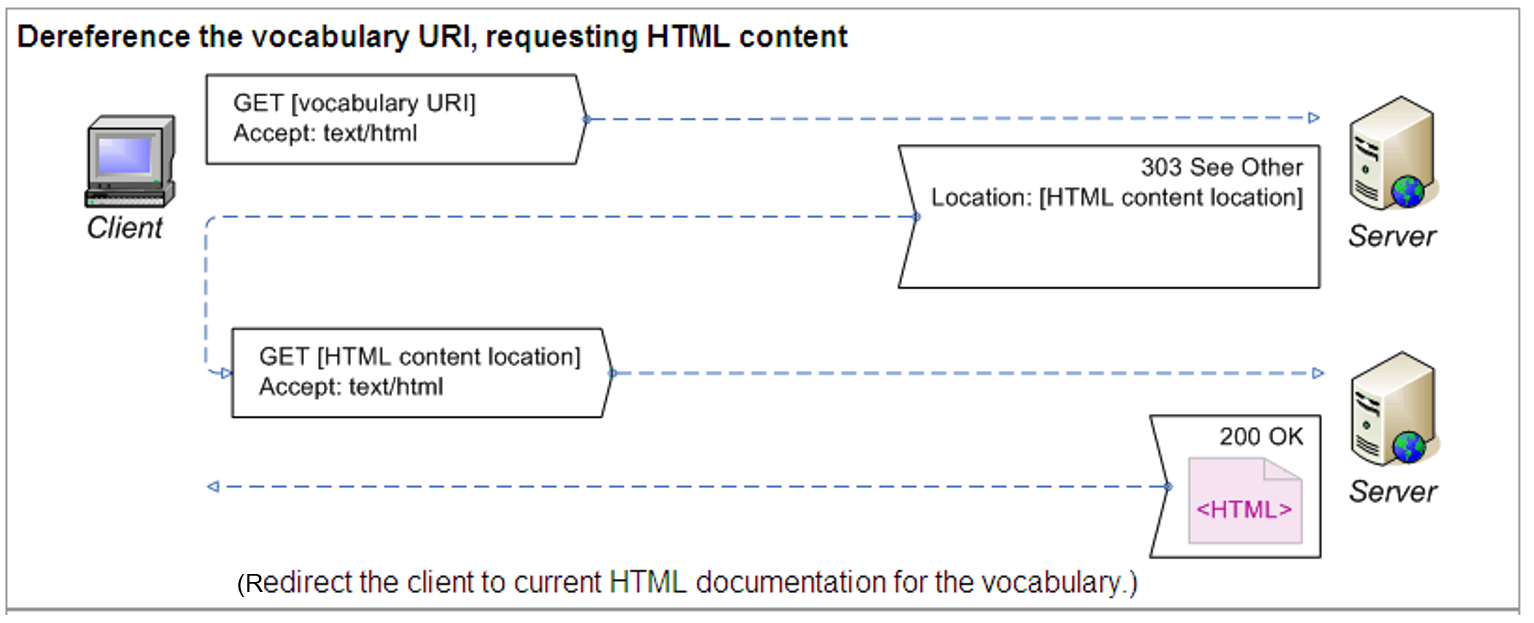 Dereference the vocabulary URI, requesting HTML content
GET [vocabulary URI]
Accept: text/html
Client
303 See Other
Location: [HTML content location]
Server
GET [HTML content location]
Accept: text/html
200 OK
<HTML>
Server
(Redirect the client to current HTML documentation for the vocabulary.)